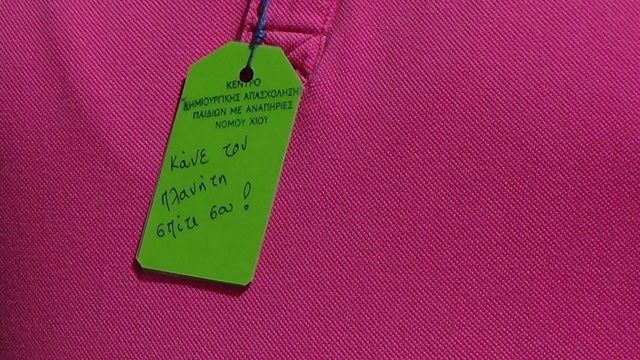 ΚΕΝΤΡΟ
ΔΗΜΙΟΥΡΓΙΚΗΣ ΑΠΑΣΧΟΛΗΣΗΣ
ΠΑΙΔΙΩΝ ΜΕ ΑΝΑΠΗΡΙΕΣ
ΝΟΜΟΥ ΧΙΟΥ
κάνε τον
πλανήτη
σπίτι σου!